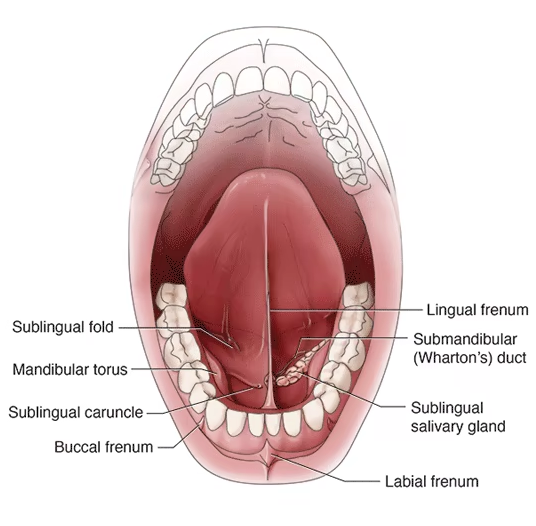 Sublingual fold
Mandibular torus
Sublingual caruncle
Buccal frenum
Lingual frenum
Submandibular
(Wharton's) duct
Sublingual
salivary gland
Labial frenum